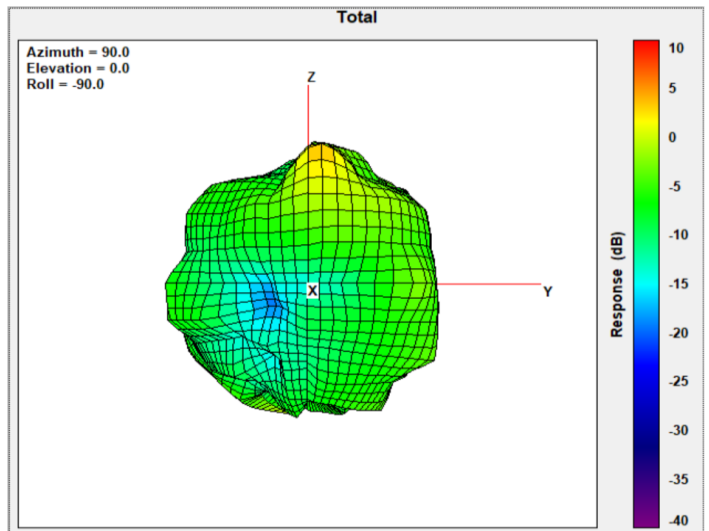 Total
Azimuth = 90.0
Elevation = 0.0
Roll = -90.0
Z
X
Y
10
5
0
-5
-10
-15
-20
-25
-30
-35
-40
Response (dB)